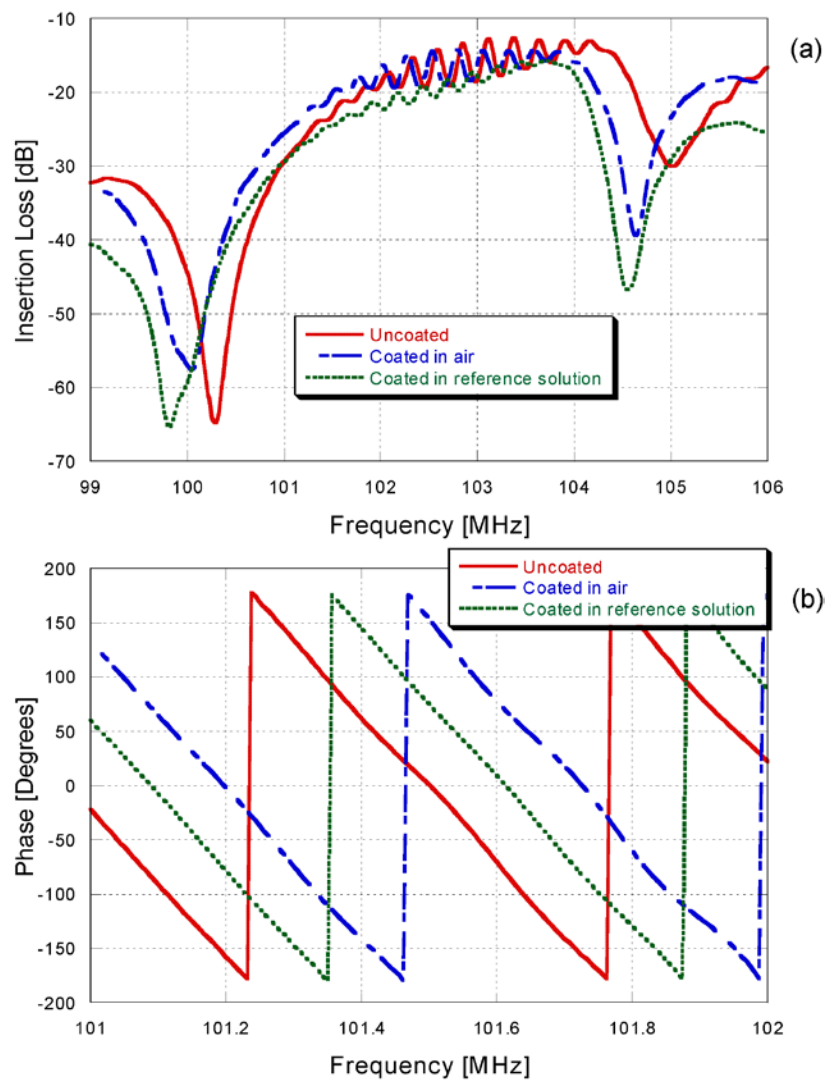 (a)
-10
-20
-30
-40
-50
-60
-70
Insertion Loss [dB]
Uncoated
Coated in air
Coated in reference solution
99 100 101 102 103 104 105 106
Frequency [MHz]
(b)
200
150
100
50
0
-50
-100
-150
-200
Phase [Degrees]
Uncoated
Coated in air
Coated in reference solution
101 101.2 101.4 101.6 101.8 102
Frequency [MHz]